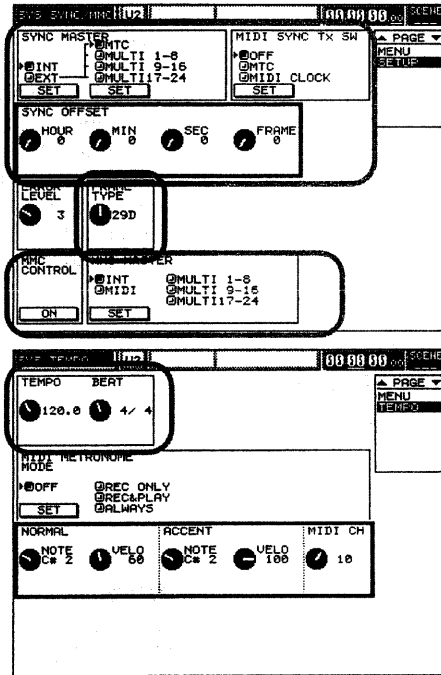 SYS SYNC/MMC U2 00 00 00.00 SCENE
SYNC MASTER
INT
EXT
MTC
MULTI 1-8
MULTI 9-16
MULTI17-24
SET SET
MIDI SYNC Tx SW
OFF
MTC
MIDI CLOCK
SET
PAGE
MENU
SETUP
SYNC OFFSET
HOUR 0 MIN 0 SEC 0 FRAME 0
ERROR LEVEL 3
FRAME TYPE 29D
MMC CONTROL
ON
MMC MASTER
INT
MIDI
MULTI 1-8
MULTI 9-16
MULTI17-24
SET
SYS TEMPO U2 00 00 00.00 SCENE
TEMPO BEAT
120.0 4/ 4
PAGE
MENU
TEMPO
MIDI METRONOME
MODE
OFF
REC ONLY
REC&PLAY
ALWAYS
SET
NORMAL ACCENT MIDI CH
NOTE C# 2 VELO 60 NOTE C# 2 VELO 100 10